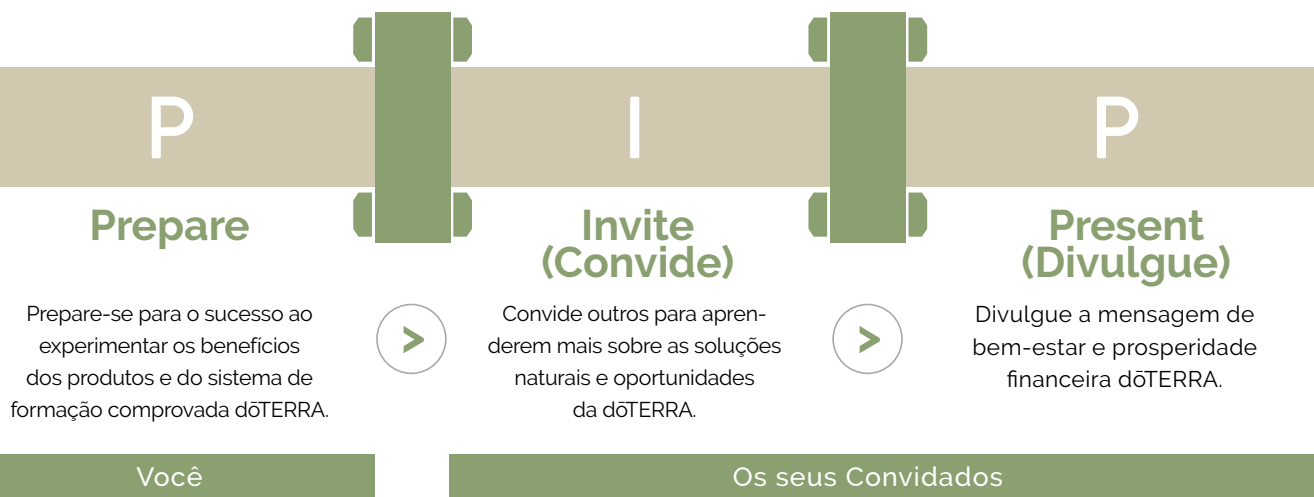 P
I
P
Prepare
Prepare-se para o sucesso ao
experimentar os benefícios
dos produtos e do sistema de
formação comprovada dōTERRA.
>
Invite
(Convide)
Convide outros para apren-
derem mais sobre as soluções
naturais e oportunidades
da dōTERRA.
>
Present
(Divulgue)
Divulgue a mensagem de
bem-estar e prosperidade
financeira dōTERRA.
Você
Os seus Convidados